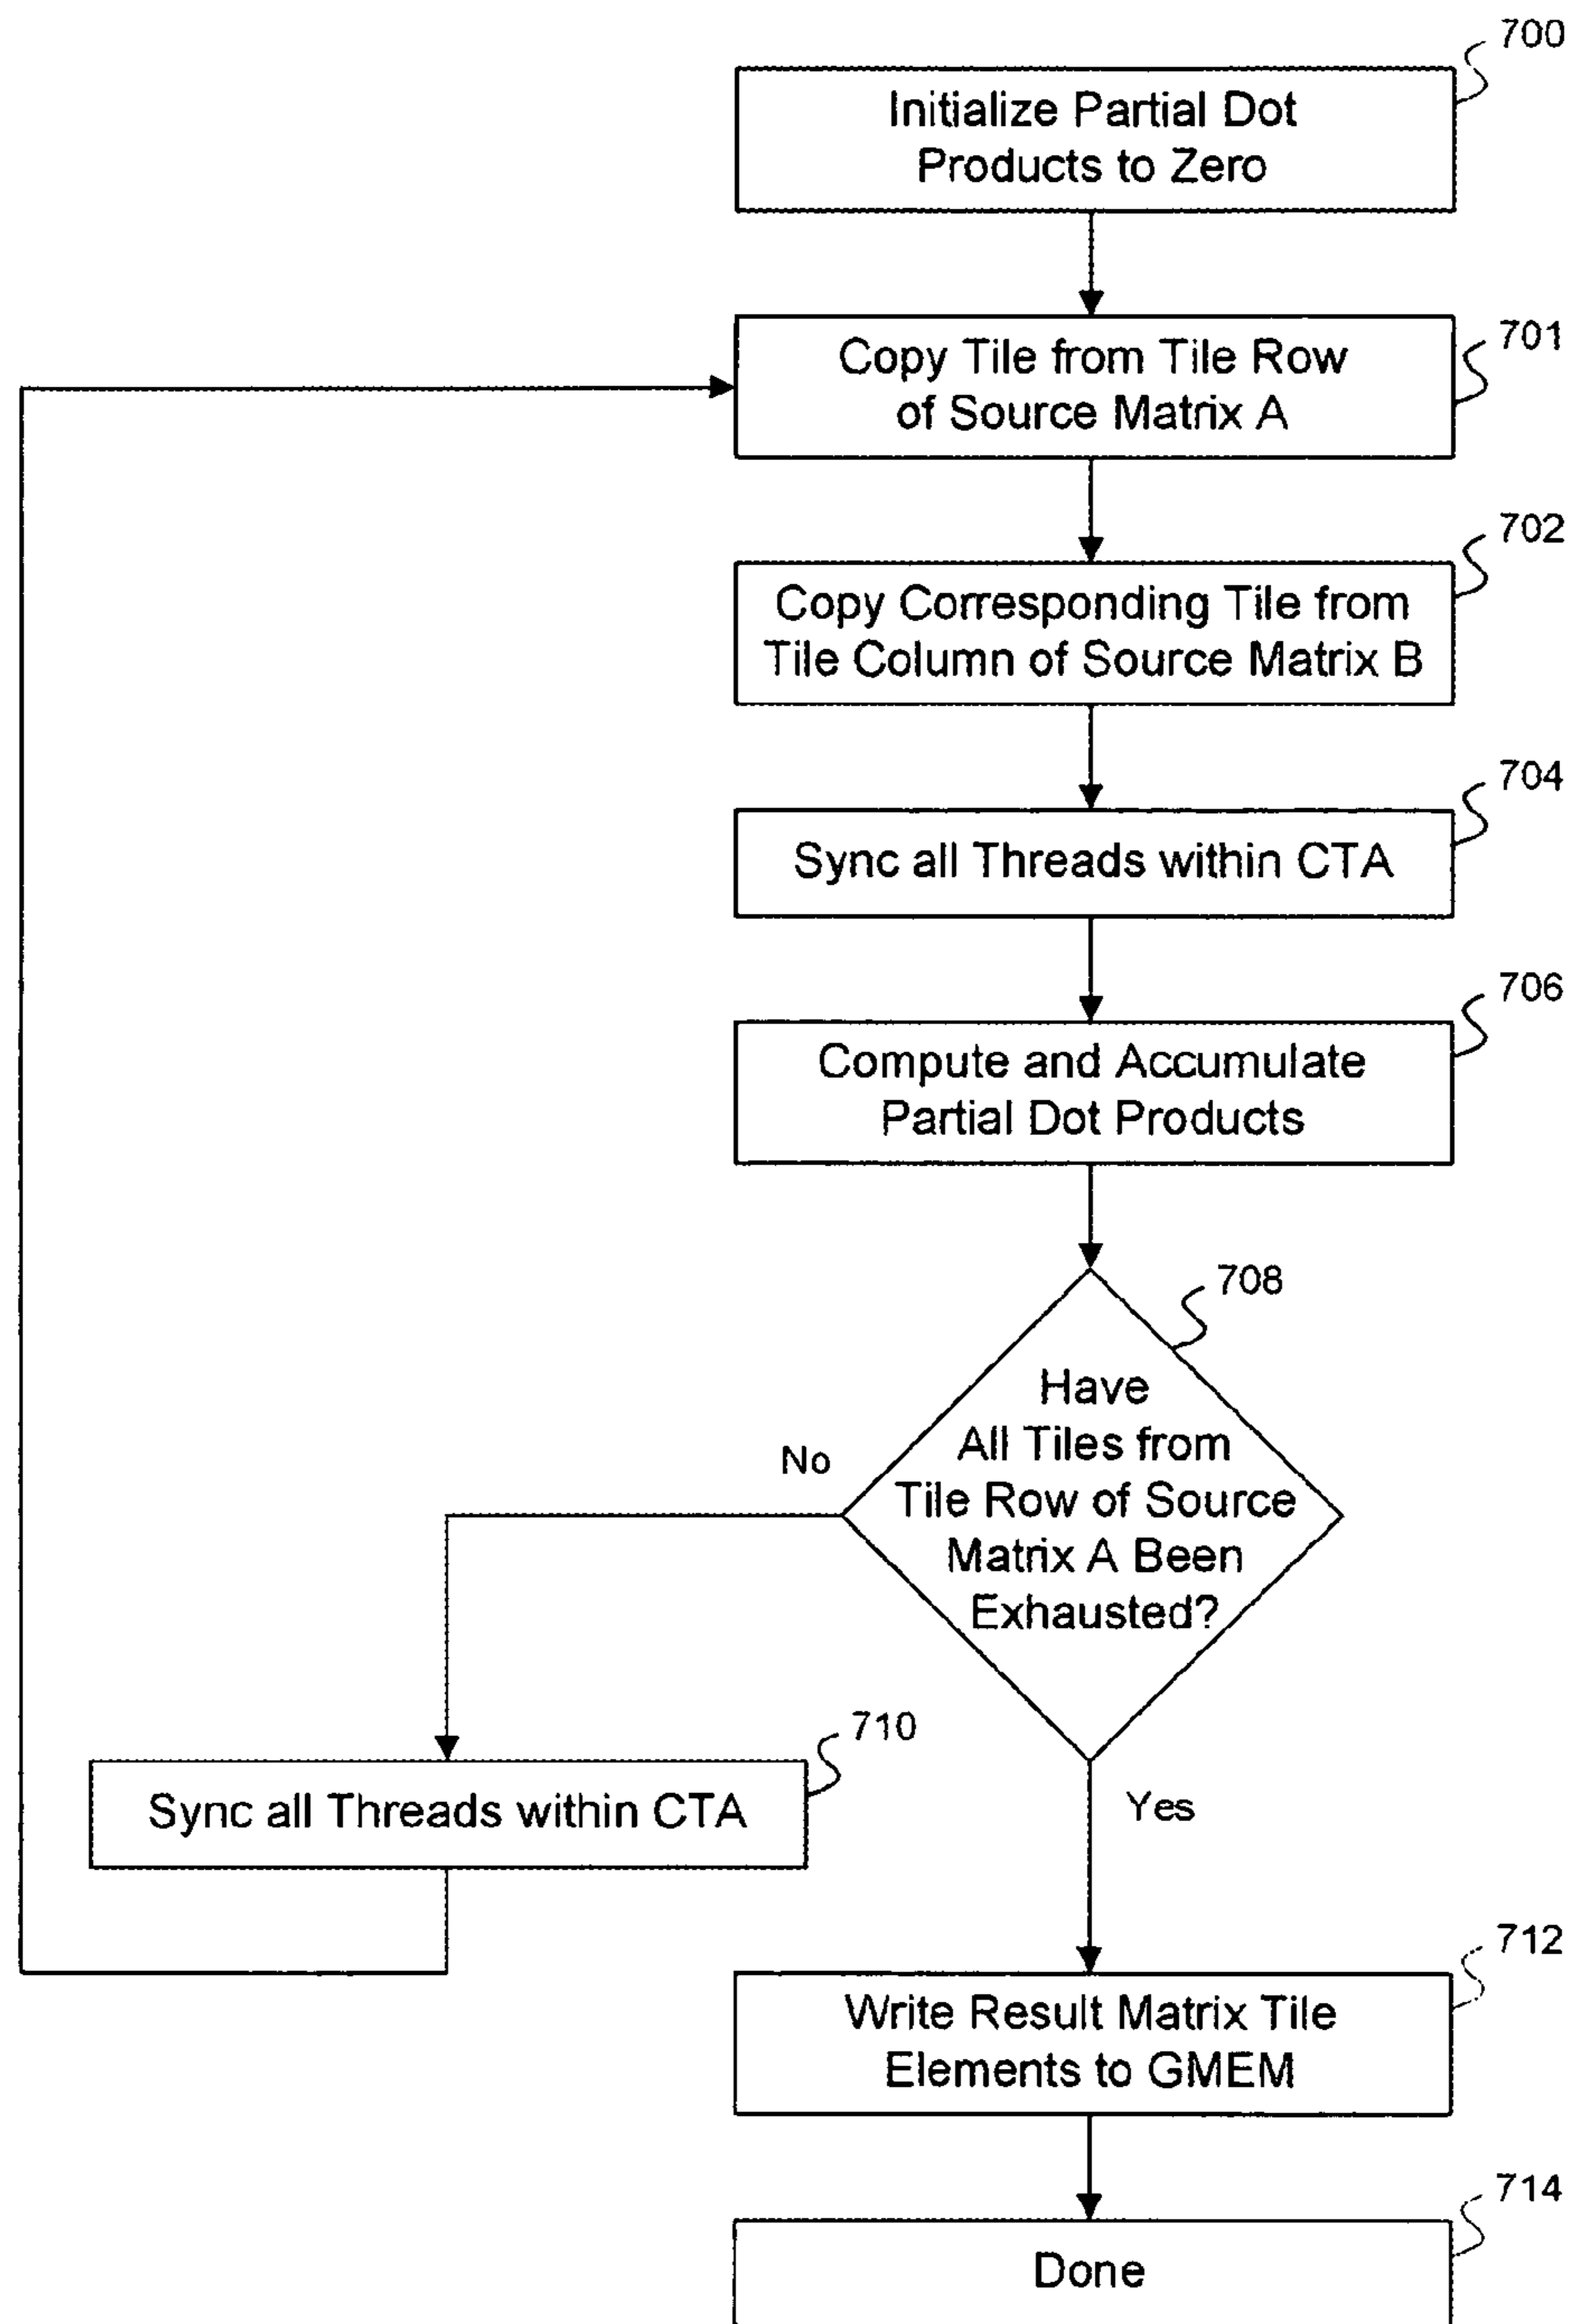 700
Initialize Partial Dot
Products to Zero
701
Copy Tile from Tile Row
of Source Matrix A
702
Copy Corresponding Tile from
Tile Column of Source Matrix B
704
Sync all Threads within CTA
706
Compute and Accumulate
Partial Dot Products
708
Have
All Tiles from
Tile Row of Source
Matrix A Been
Exhausted?
No
710
Sync all Threads within CTA
Yes
712
Write Result Matrix Tile
Elements to GMEM
714
Done